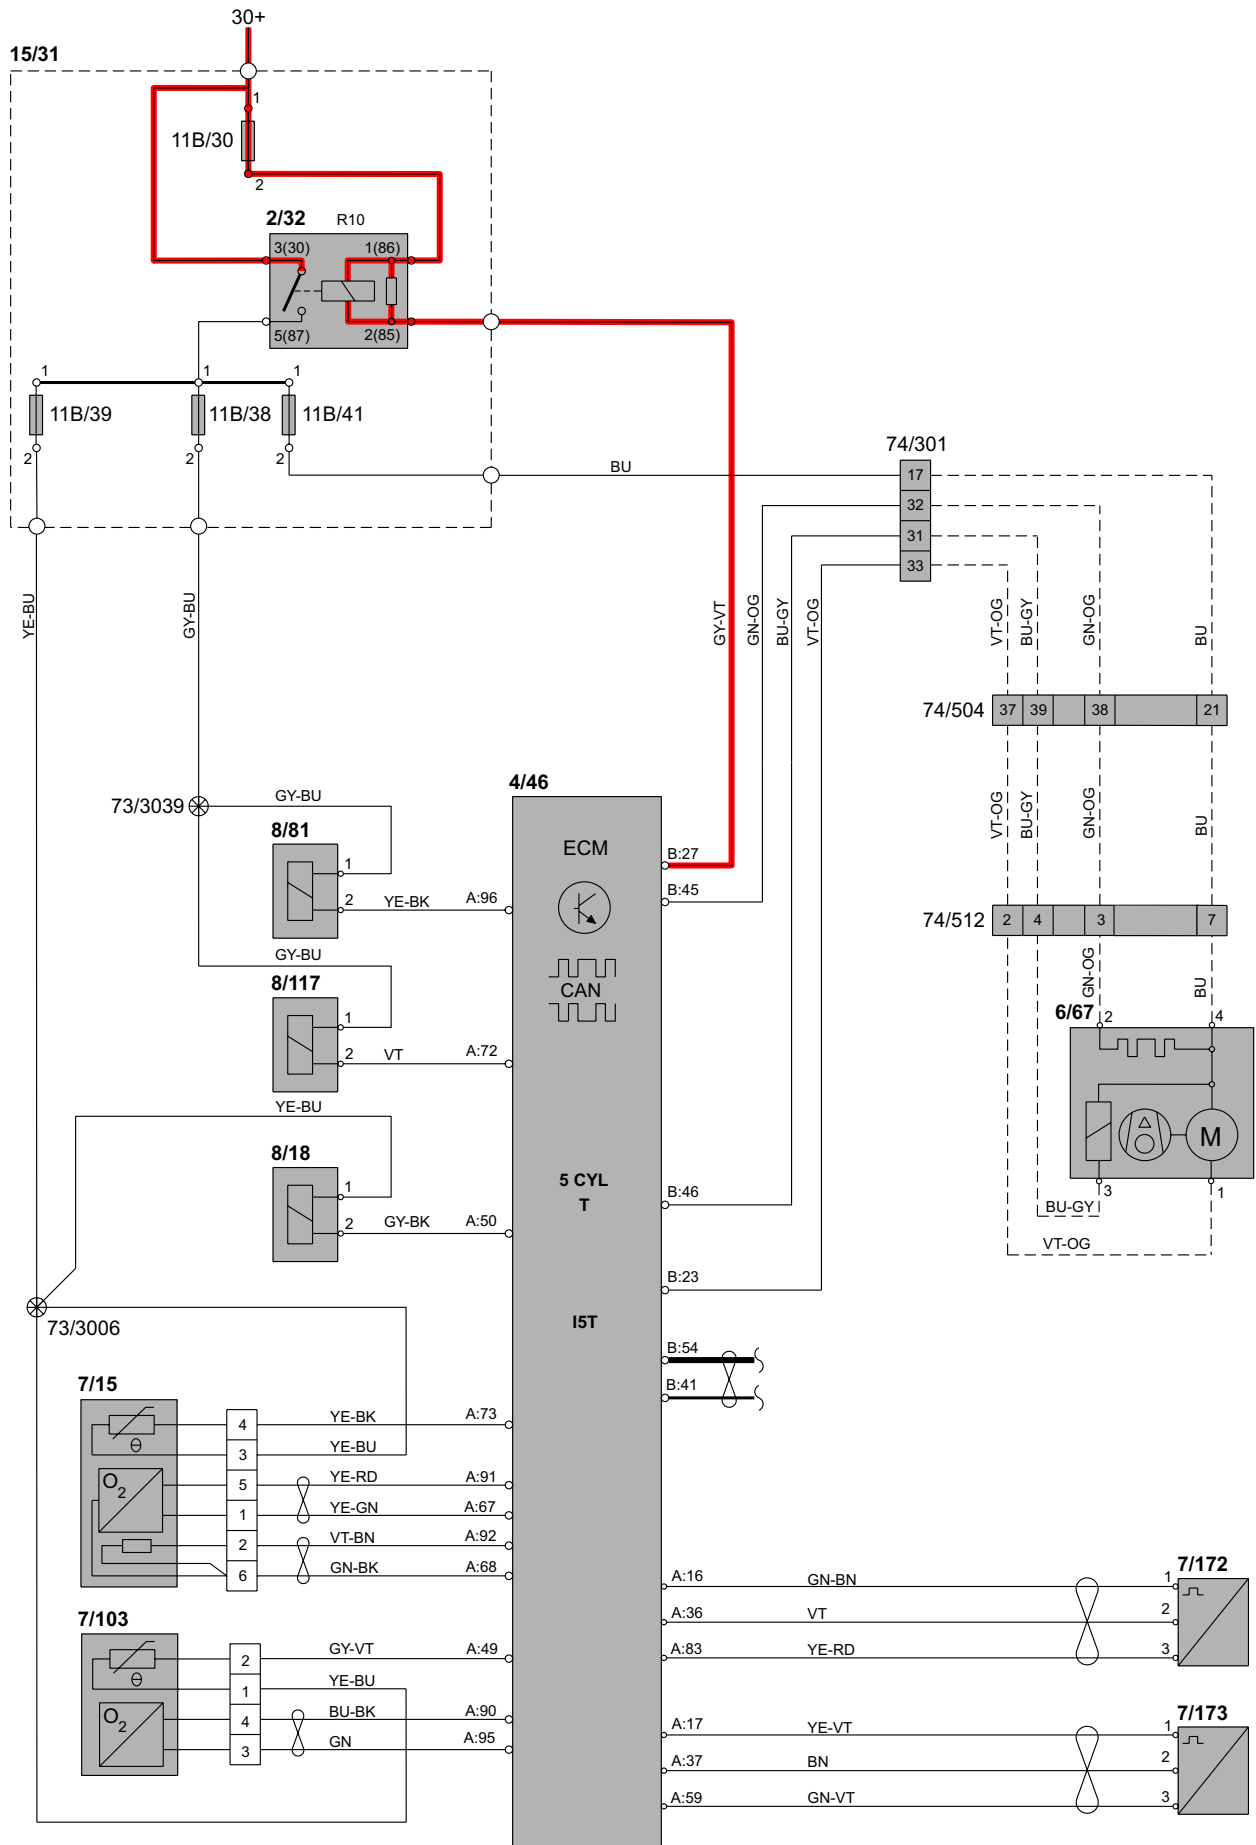 30+
15/31
1
11B/30
2
2/32 R10
3(30) 1(86)
5(87) 2(85)
1 1 1
11B/39 11B/38 11B/41
2 2 2
74/301
BU
17
32
31
33
YE-BU GY-BU GY-VT GN-OG BU-GY VT-OG VT-OG BU-GY GN-OG BU
74/504 37 39 38 21
4/46
73/3039 GY-BU
VT-OG BU-GY GN-OG BU
8/81
ECM
1
B:27
2 YE-BK A:96
B:45
74/512 2 4 3 7
GY-BU
GN-OG BU
8/117
CAN
6/67 2 4
1
2 VT A:72
YE-BU
M
8/18
5 CYL
T
1
B:46
3 1
BU-GY
2 GY-BK A:50
VT-OG
B:23
73/3006
I5T
B:54
7/15
B:41
4 YE-BK A:73
Θ
3 YE-BU
O2
5 YE-RD A:91
1 YE-GN A:67
2 VT-BN A:92
6 GN-BK A:68
7/172
A:16 GN-BN 1
7/103
A:36 VT 2
2 GY-VT A:49
A:83 YE-RD 3
Θ
1 YE-BU
O2
4 BU-BK A:90
7/173
A:17 YE-VT 1
3 GN A:95
A:37 BN 2
A:59 GN-VT 3